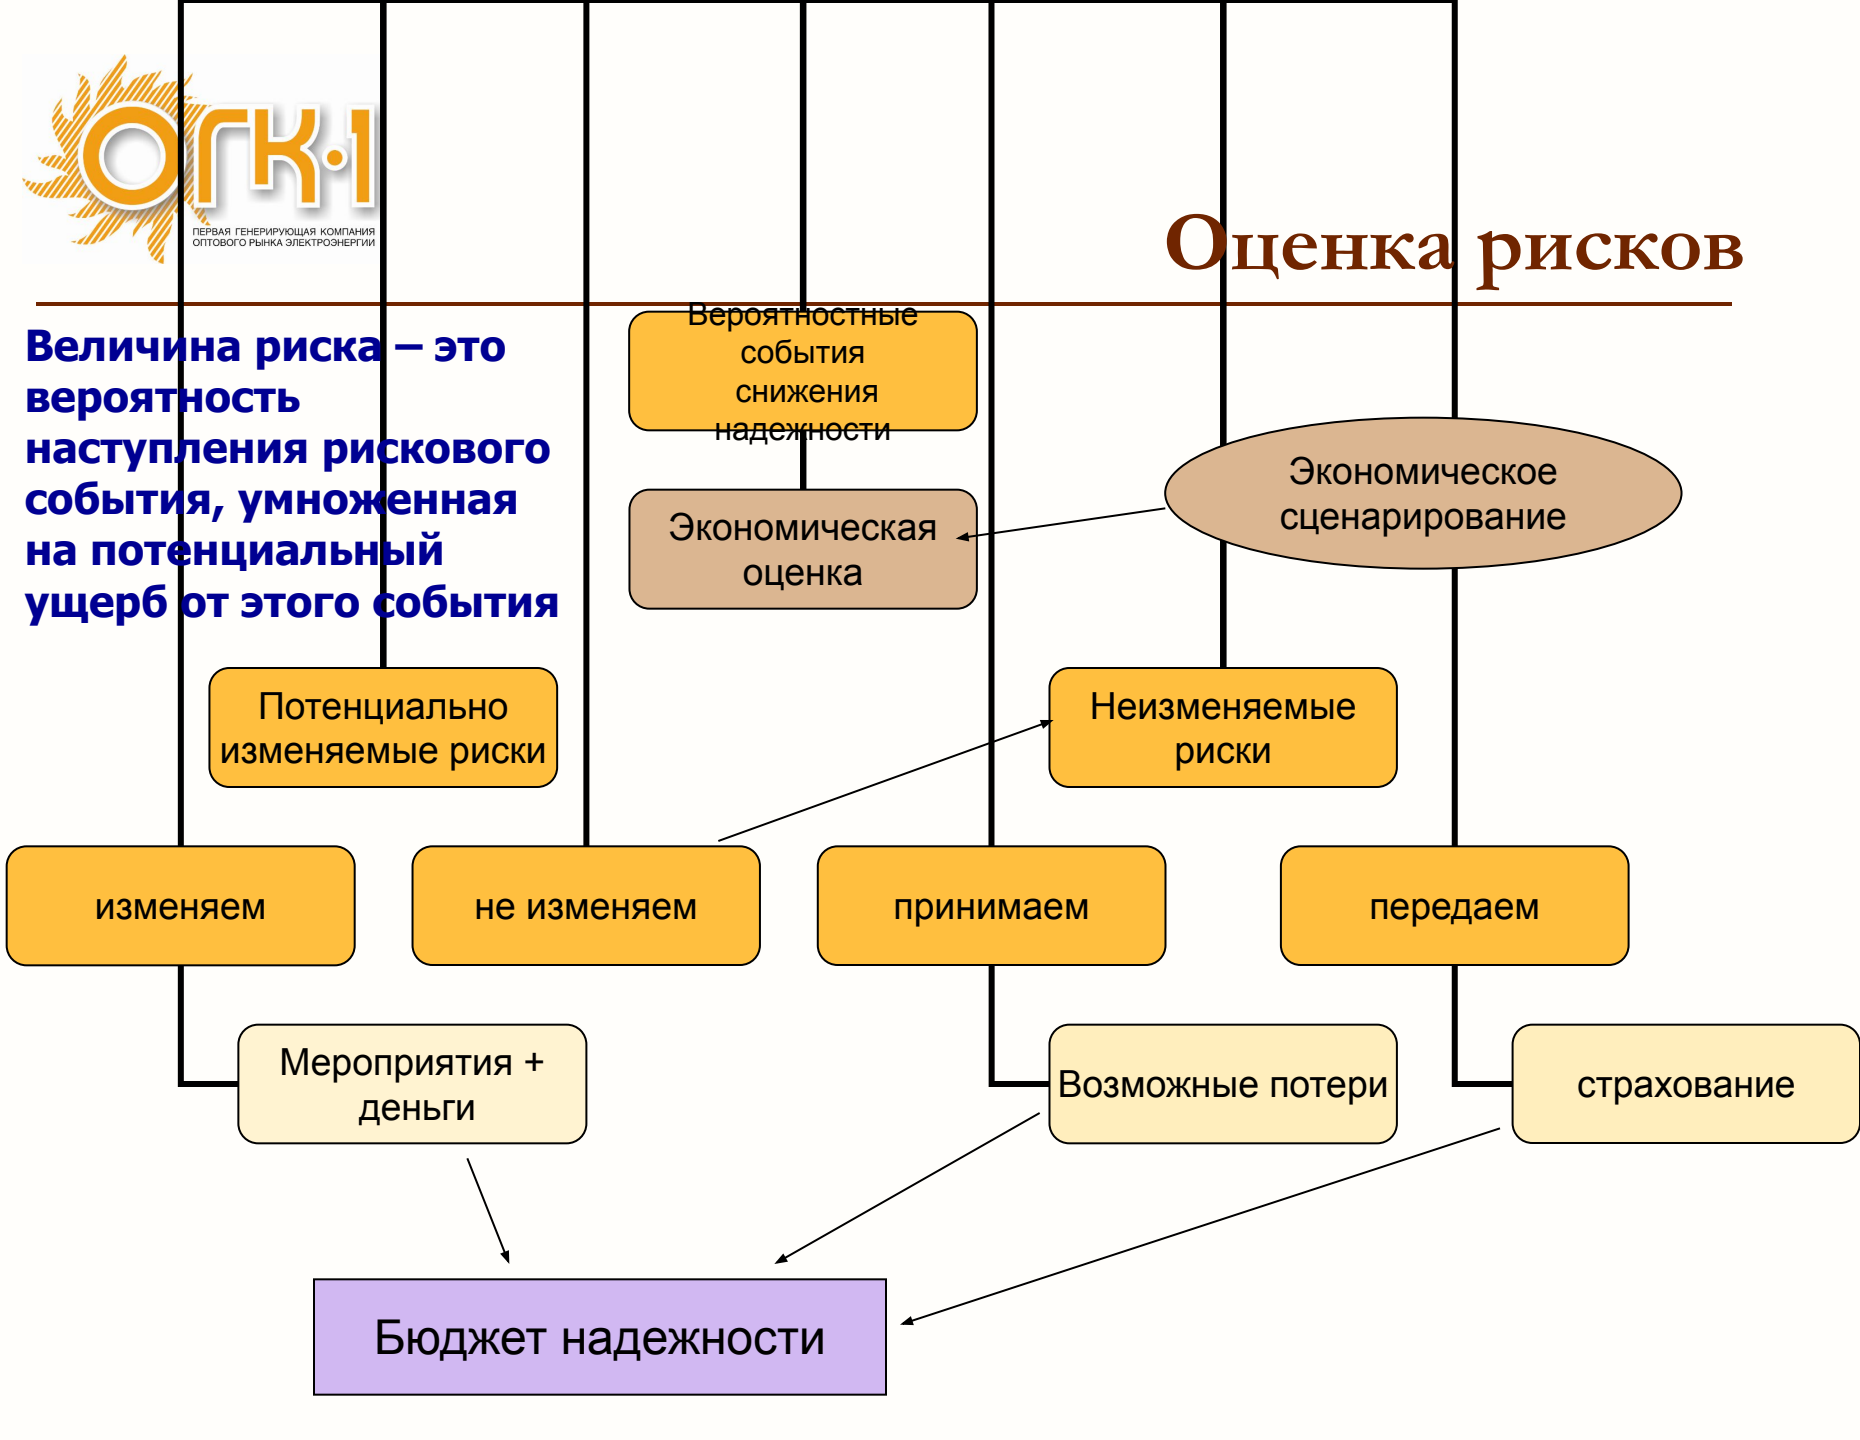 ОГК·1
ПЕРВАЯ ГЕНЕРИРУЮЩАЯ КОМПАНИЯ
ОПТОВОГО РЫНКА ЭЛЕКТРОЭНЕРГИИ
Оценка рисков
Величина риска – это
вероятность
наступления рискового
события, умноженная
на потенциальный
ущерб от этого события
Вероятностные
события
снижения
надежности
Экономическая
оценка
Экономическое
сценарирование
Потенциально
изменяемые риски
Неизменяемые
риски
изменяем
не изменяем
принимаем
передаем
Мероприятия +
деньги
Возможные потери
страхование
Бюджет надежности